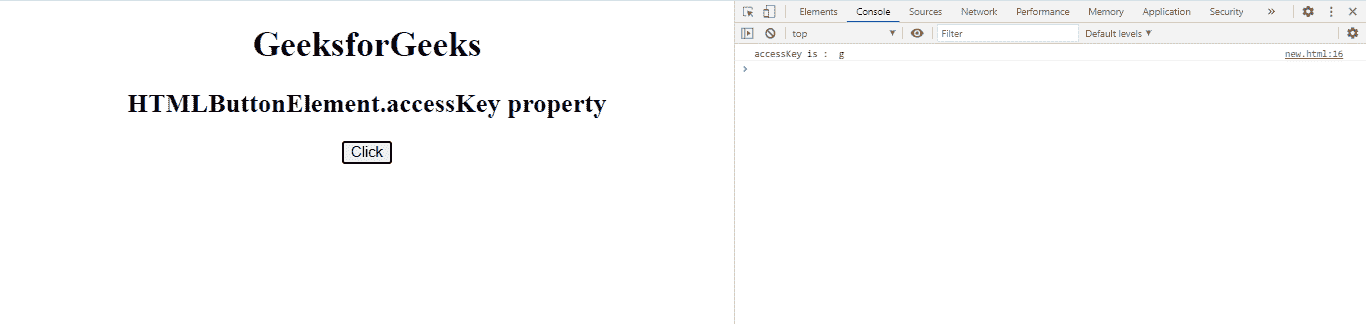 GeeksforGeeks
HTMLButtonElement.accessKey property
Click
Elements Console Sources Network Performance Memory Application Security »
top Filter Default levels
accessKey is :  g new.html:16